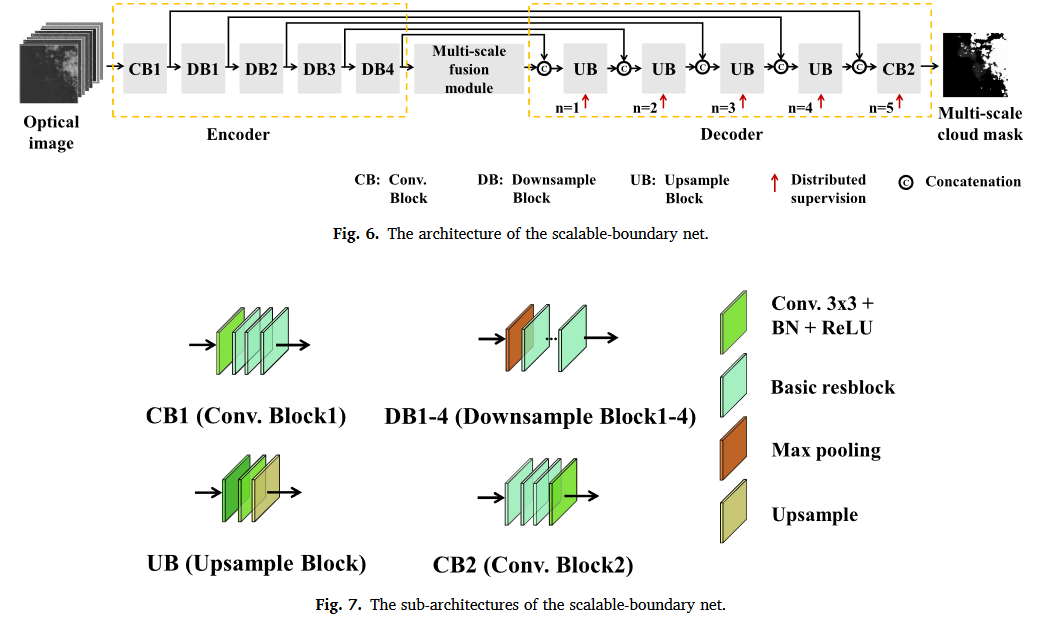 CB1 DB1 DB2 DB3 DB4 Multi-scale fusion module C UB C UB C UB C UB C CB2
n=1 n=2 n=3 n=4 n=5
Optical
image
Encoder
Decoder
Multi-scale
cloud mask
CB: Conv.
Block
DB: Downsample
Block
UB: Upsample
Block
Distributed
supervision
C Concatenation
Fig. 6. The architecture of the scalable-boundary net.
Conv. 3x3 +
BN + ReLU
...
CB1 (Conv. Block1)
DB1-4 (Downsample Block1-4)
Basic resblock
Max pooling
Upsample
UB (Upsample Block)
CB2 (Conv. Block2)
Fig. 7. The sub-architectures of the scalable-boundary net.